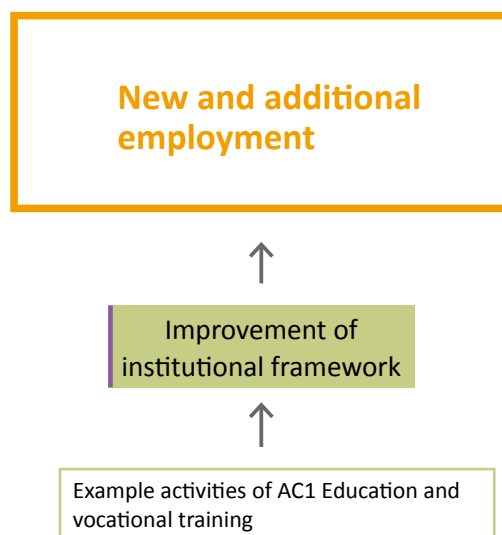 New and additional
employment
Improvement of
institutional framework
Example activities of AC1 Education and
vocational training